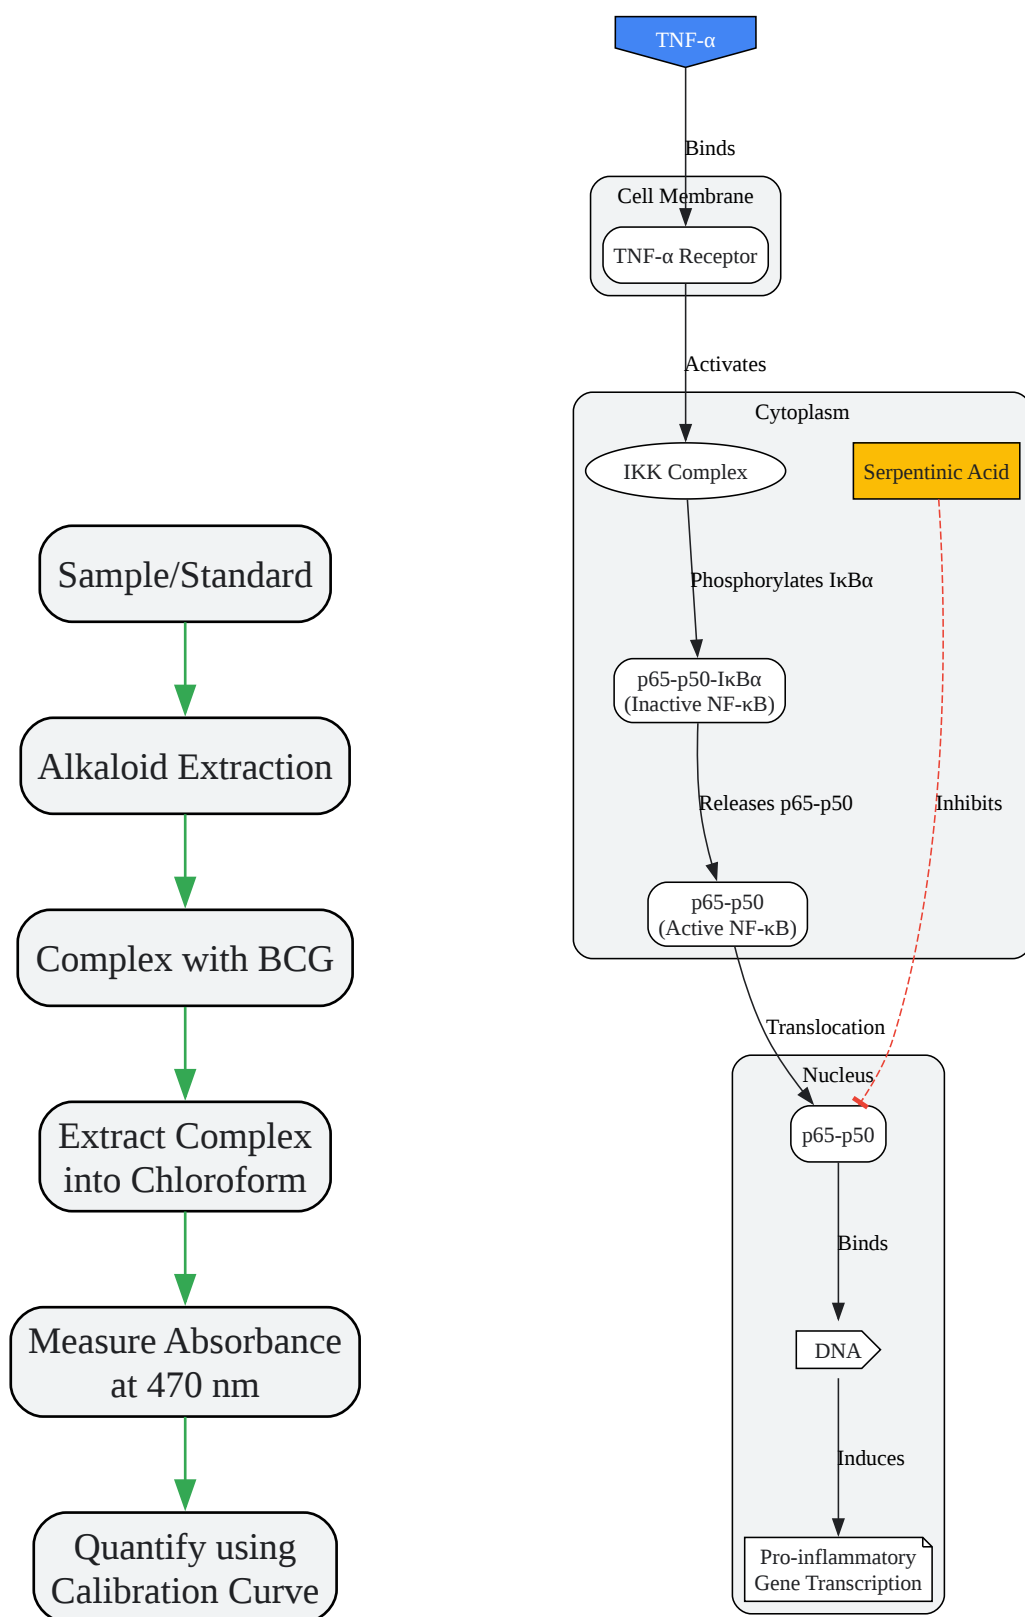 Sample/Standard
Alkaloid Extraction
Complex with BCG
Extract Complex
into Chloroform
Measure Absorbance
at 470 nm
Quantify using
Calibration Curve
TNF-α
Binds
Cell Membrane
TNF-α Receptor
Activates
Cytoplasm
IKK Complex
Serpentinic Acid
Phosphorylates IκBα
p65-p50-IκBα
(Inactive NF-κB)
Releases p65-p50
Inhibits
p65-p50
(Active NF-κB)
Translocation
Nucleus
p65-p50
Binds
DNA
Induces
Pro-inflammatory
Gene Transcription